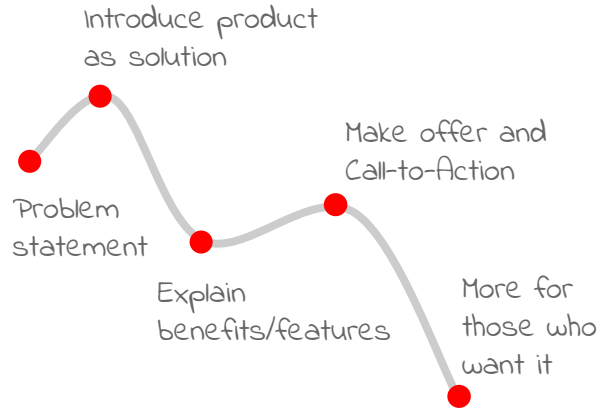 Introduce product
as solution
Make offer and
Call-to-Action
Problem
statement
Explain
benefits/features
More for
those who
want it